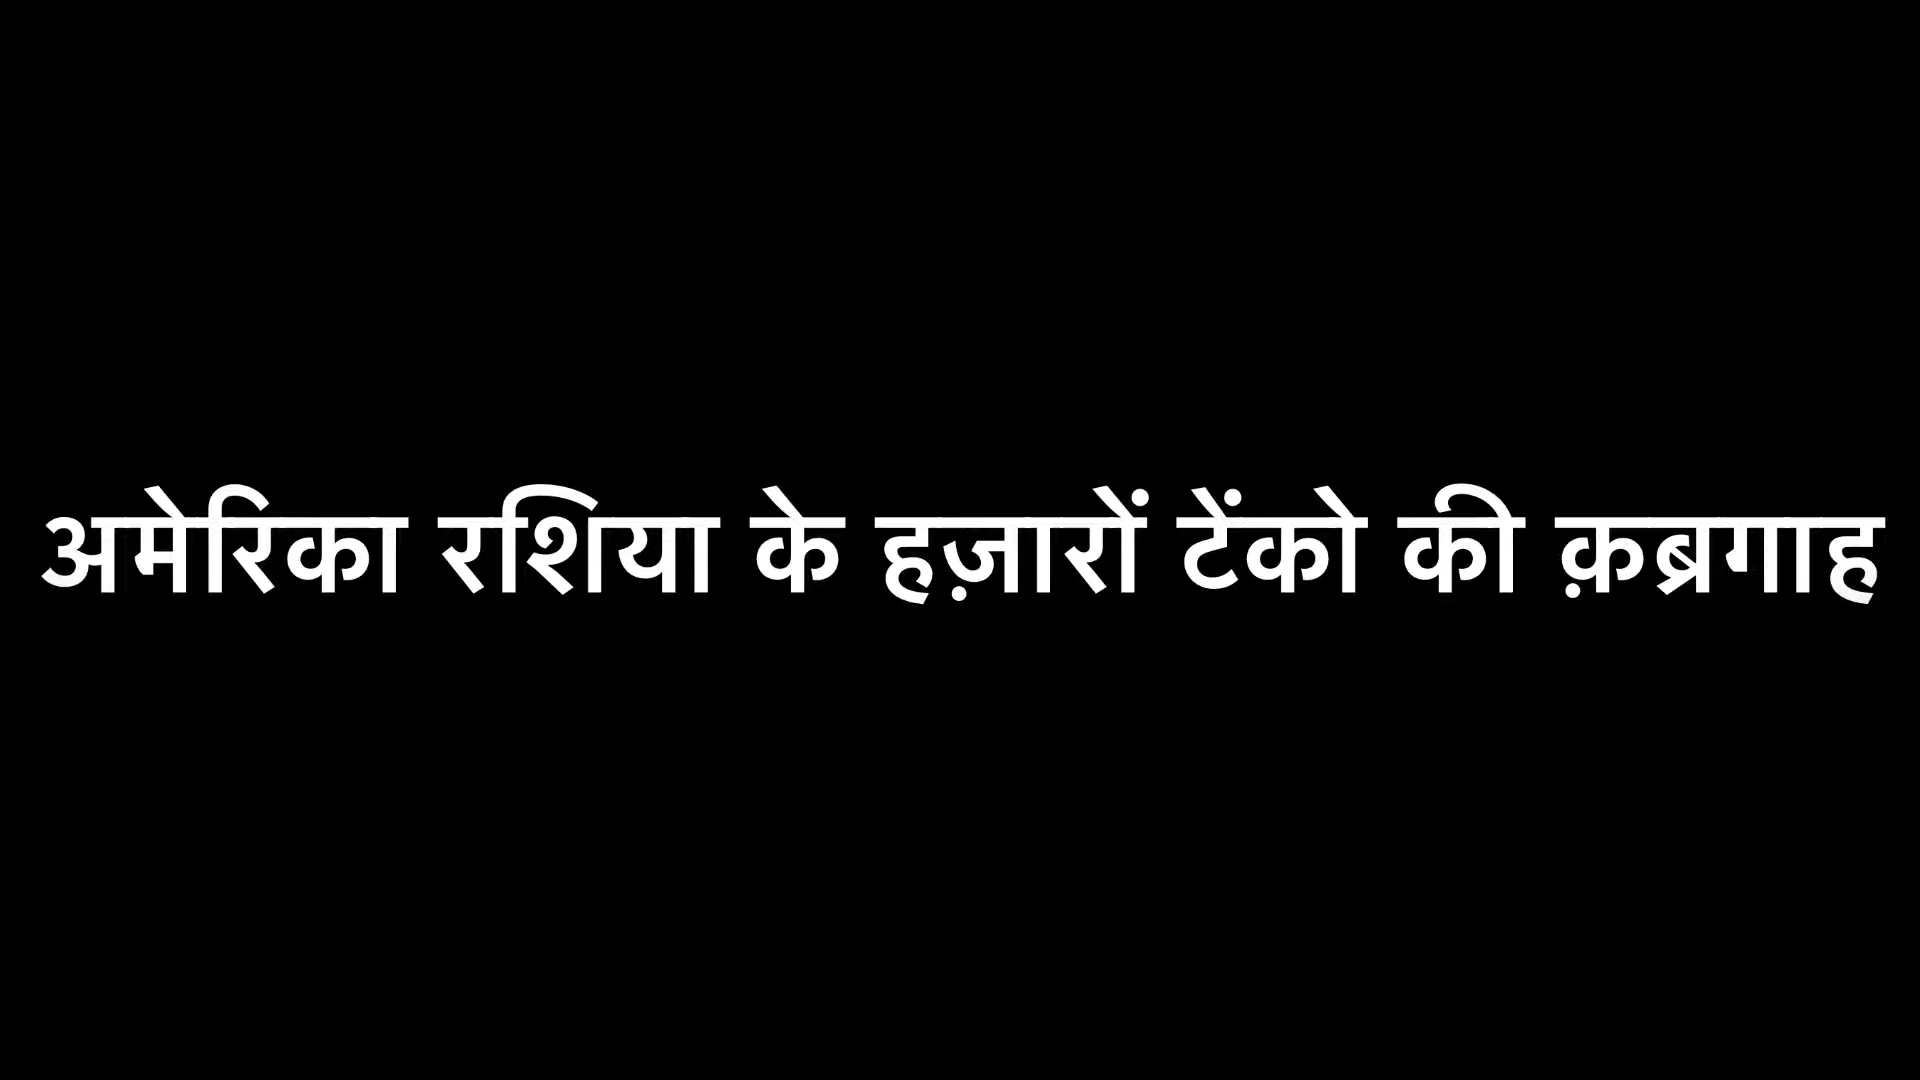 अमेरिका रशिया के हज़ारों टेंको की क़ब्रगाह